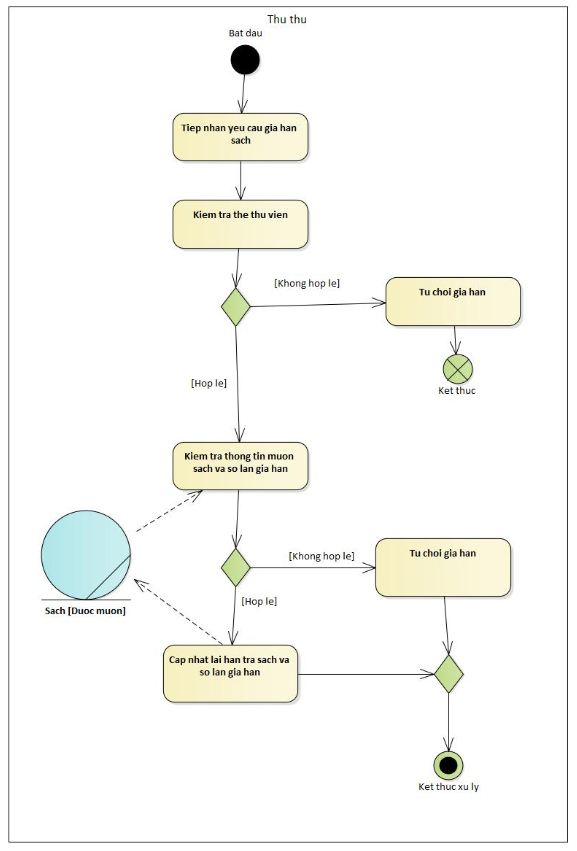 Thu thu
Bat dau
Tiep nhan yeu cau gia han
sach
Kiem tra the thu vien
[Khong hop le]
Tu choi gia han
Ket thuc
[Hop le]
Kiem tra thong tin muon
sach va so lan gia han
[Khong hop le]
Tu choi gia han
Sach [Duoc muon]
[Hop le]
Cap nhat lai han tra sach va
so lan gia han
Ket thuc xu ly